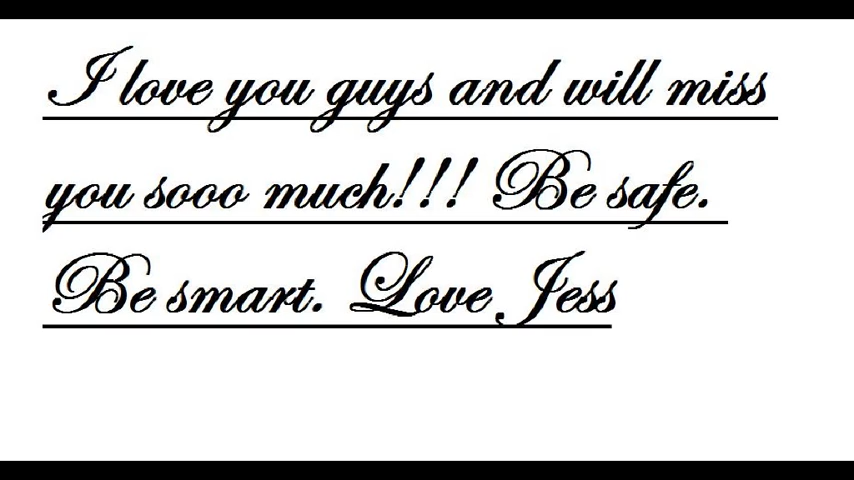 I love you guys and will miss
you sooo much!!! Be safe.
Be smart. Love Jess